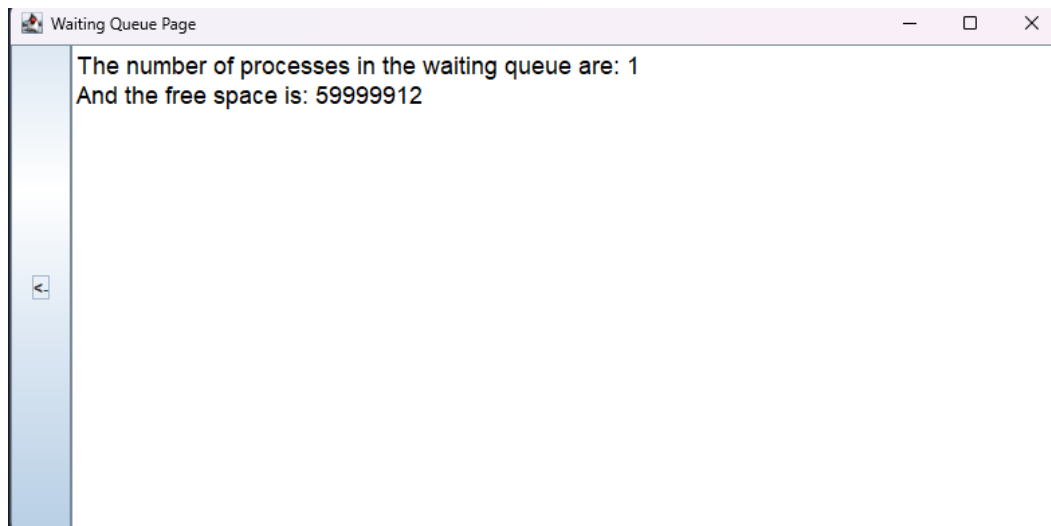 Waiting Queue Page
The number of processes in the waiting queue are: 1
And the free space is: 59999912
<-